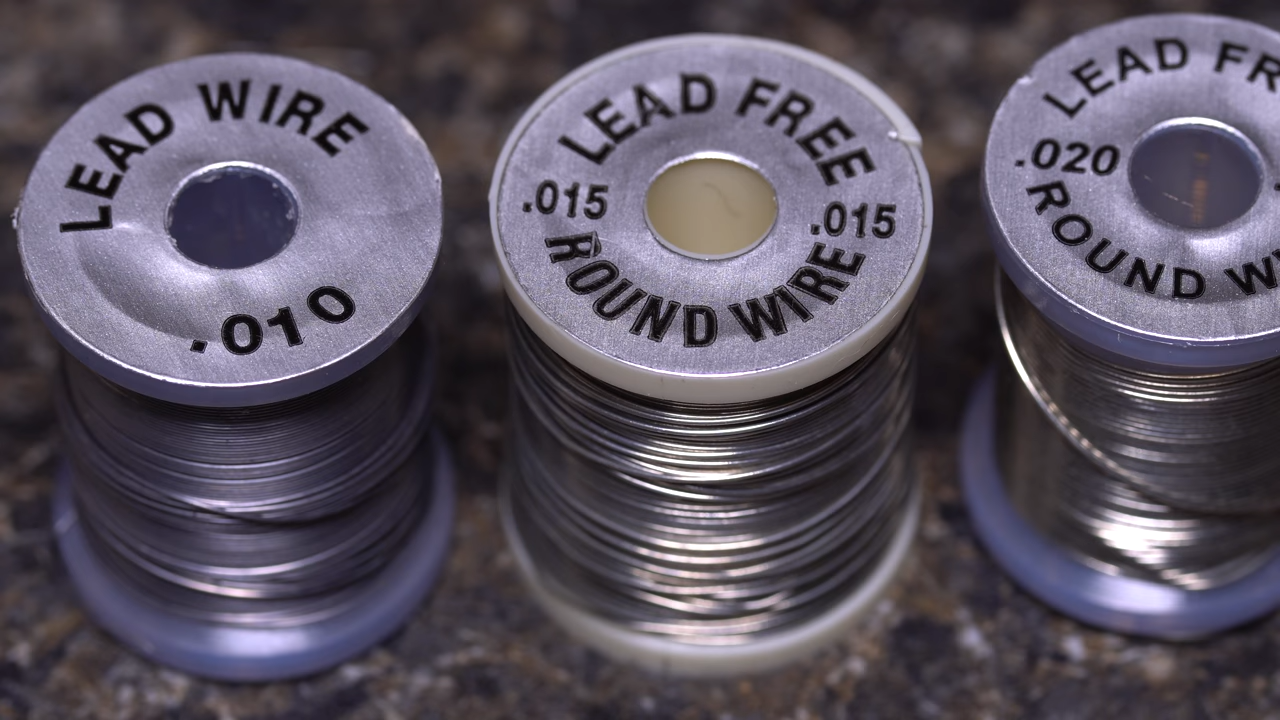 LEAD WIRE
.010
LEAD FREE
.015 .015
ROUND WIRE
LEAD FR
.020
ROUND WI